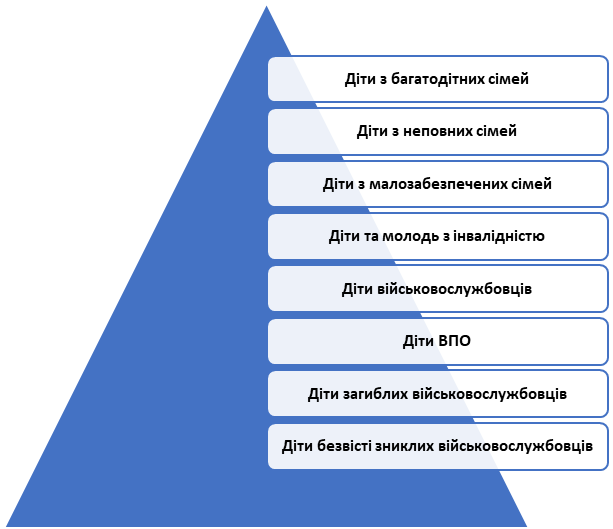 Діти з багатодітних сімей
Діти з неповних сімей
Діти з малозабезпечених сімей
Діти та молодь з інвалідністю
Діти військовослужбовців
Діти ВПО
Діти загиблих військовослужбовців
Діти безвісті зниклих військовослужбовців